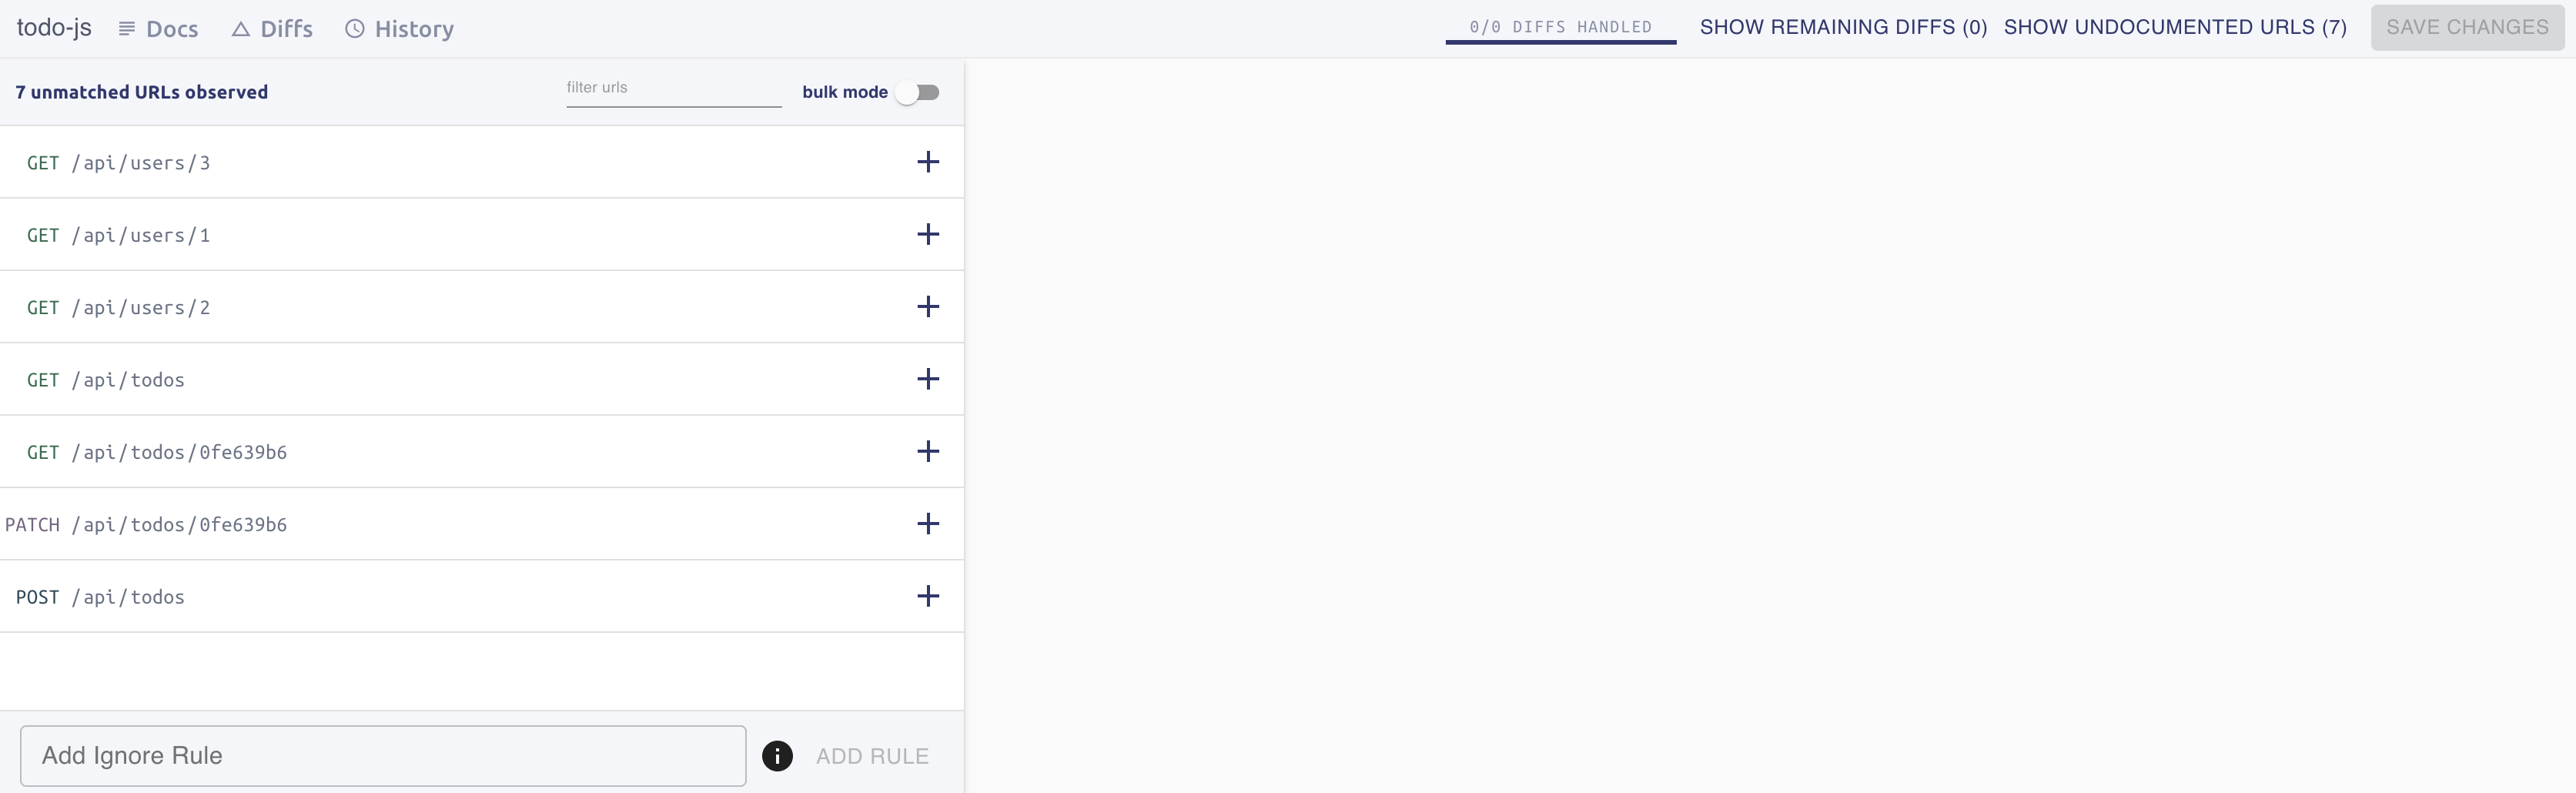 todo-js Docs Diffs History 0/0 DIFFS HANDLED SHOW REMAINING DIFFS (0) SHOW UNDOCUMENTED URLS (7) SAVE CHANGES
7 unmatched URLs observed filter urls bulk mode
GET /api/users/3
GET /api/users/1
GET /api/users/2
GET /api/todos
GET /api/todos/0fe639b6
PATCH /api/todos/0fe639b6
POST /api/todos
Add Ignore Rule ADD RULE